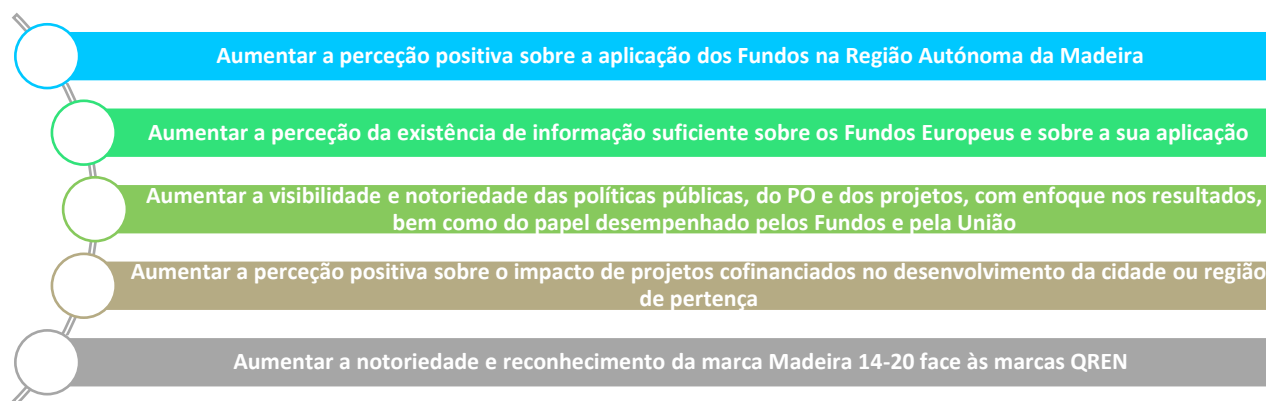 Aumentar a perceção positiva sobre a aplicação dos Fundos na Região Autónoma da Madeira
Aumentar a perceção da existência de informação suficiente sobre os Fundos Europeus e sobre a sua aplicação
Aumentar a visibilidade e notoriedade das políticas públicas, do PO e dos projetos, com enfoque nos resultados,
bem como do papel desempenhado pelos Fundos e pela União
Aumentar a perceção positiva sobre o impacto de projetos cofinanciados no desenvolvimento da cidade ou região
de pertença
Aumentar a notoriedade e reconhecimento da marca Madeira 14-20 face às marcas QREN